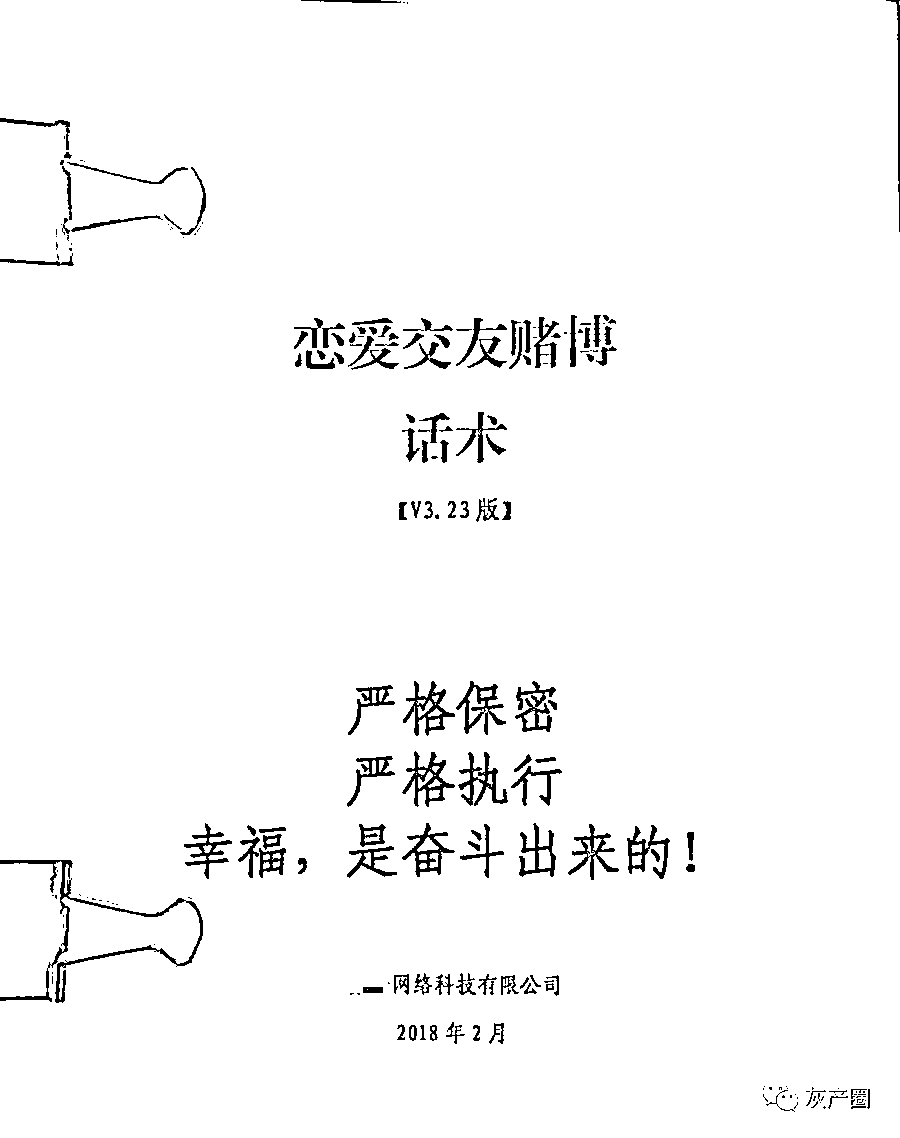 恋爱交友赌博
话术
【V3.23版】
严格保密
严格执行
幸福，是奋斗出来的！
网络科技有限公司
2018年2月
灰产圈